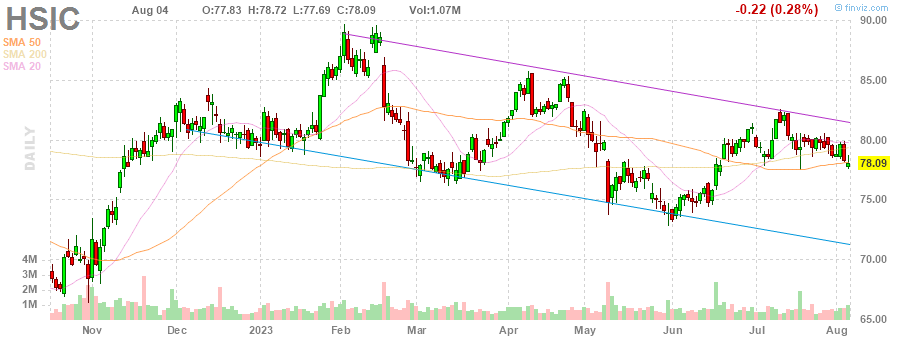 HSIC Aug 04 O:77.83 H:78.72 L:77.69 C:78.09 Vol:1.07M -0.22 (0.28%) © finviz.com
SMA 50
SMA 200
SMA 20
DAILY
90.00
85.00
80.00
78.09
75.00
70.00
65.00
4M
3M
2M
1M
Nov Dec 2023 Feb Mar Apr May Jun Jul Aug